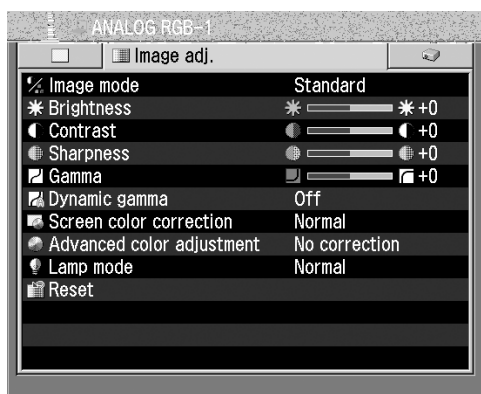 ANALOG RGB-1
Image adj.
Image mode Standard
Brightness +0
Contrast +0
Sharpness +0
Gamma +0
Dynamic gamma Off
Screen color correction Normal
Advanced color adjustment No correction
Lamp mode Normal
Reset